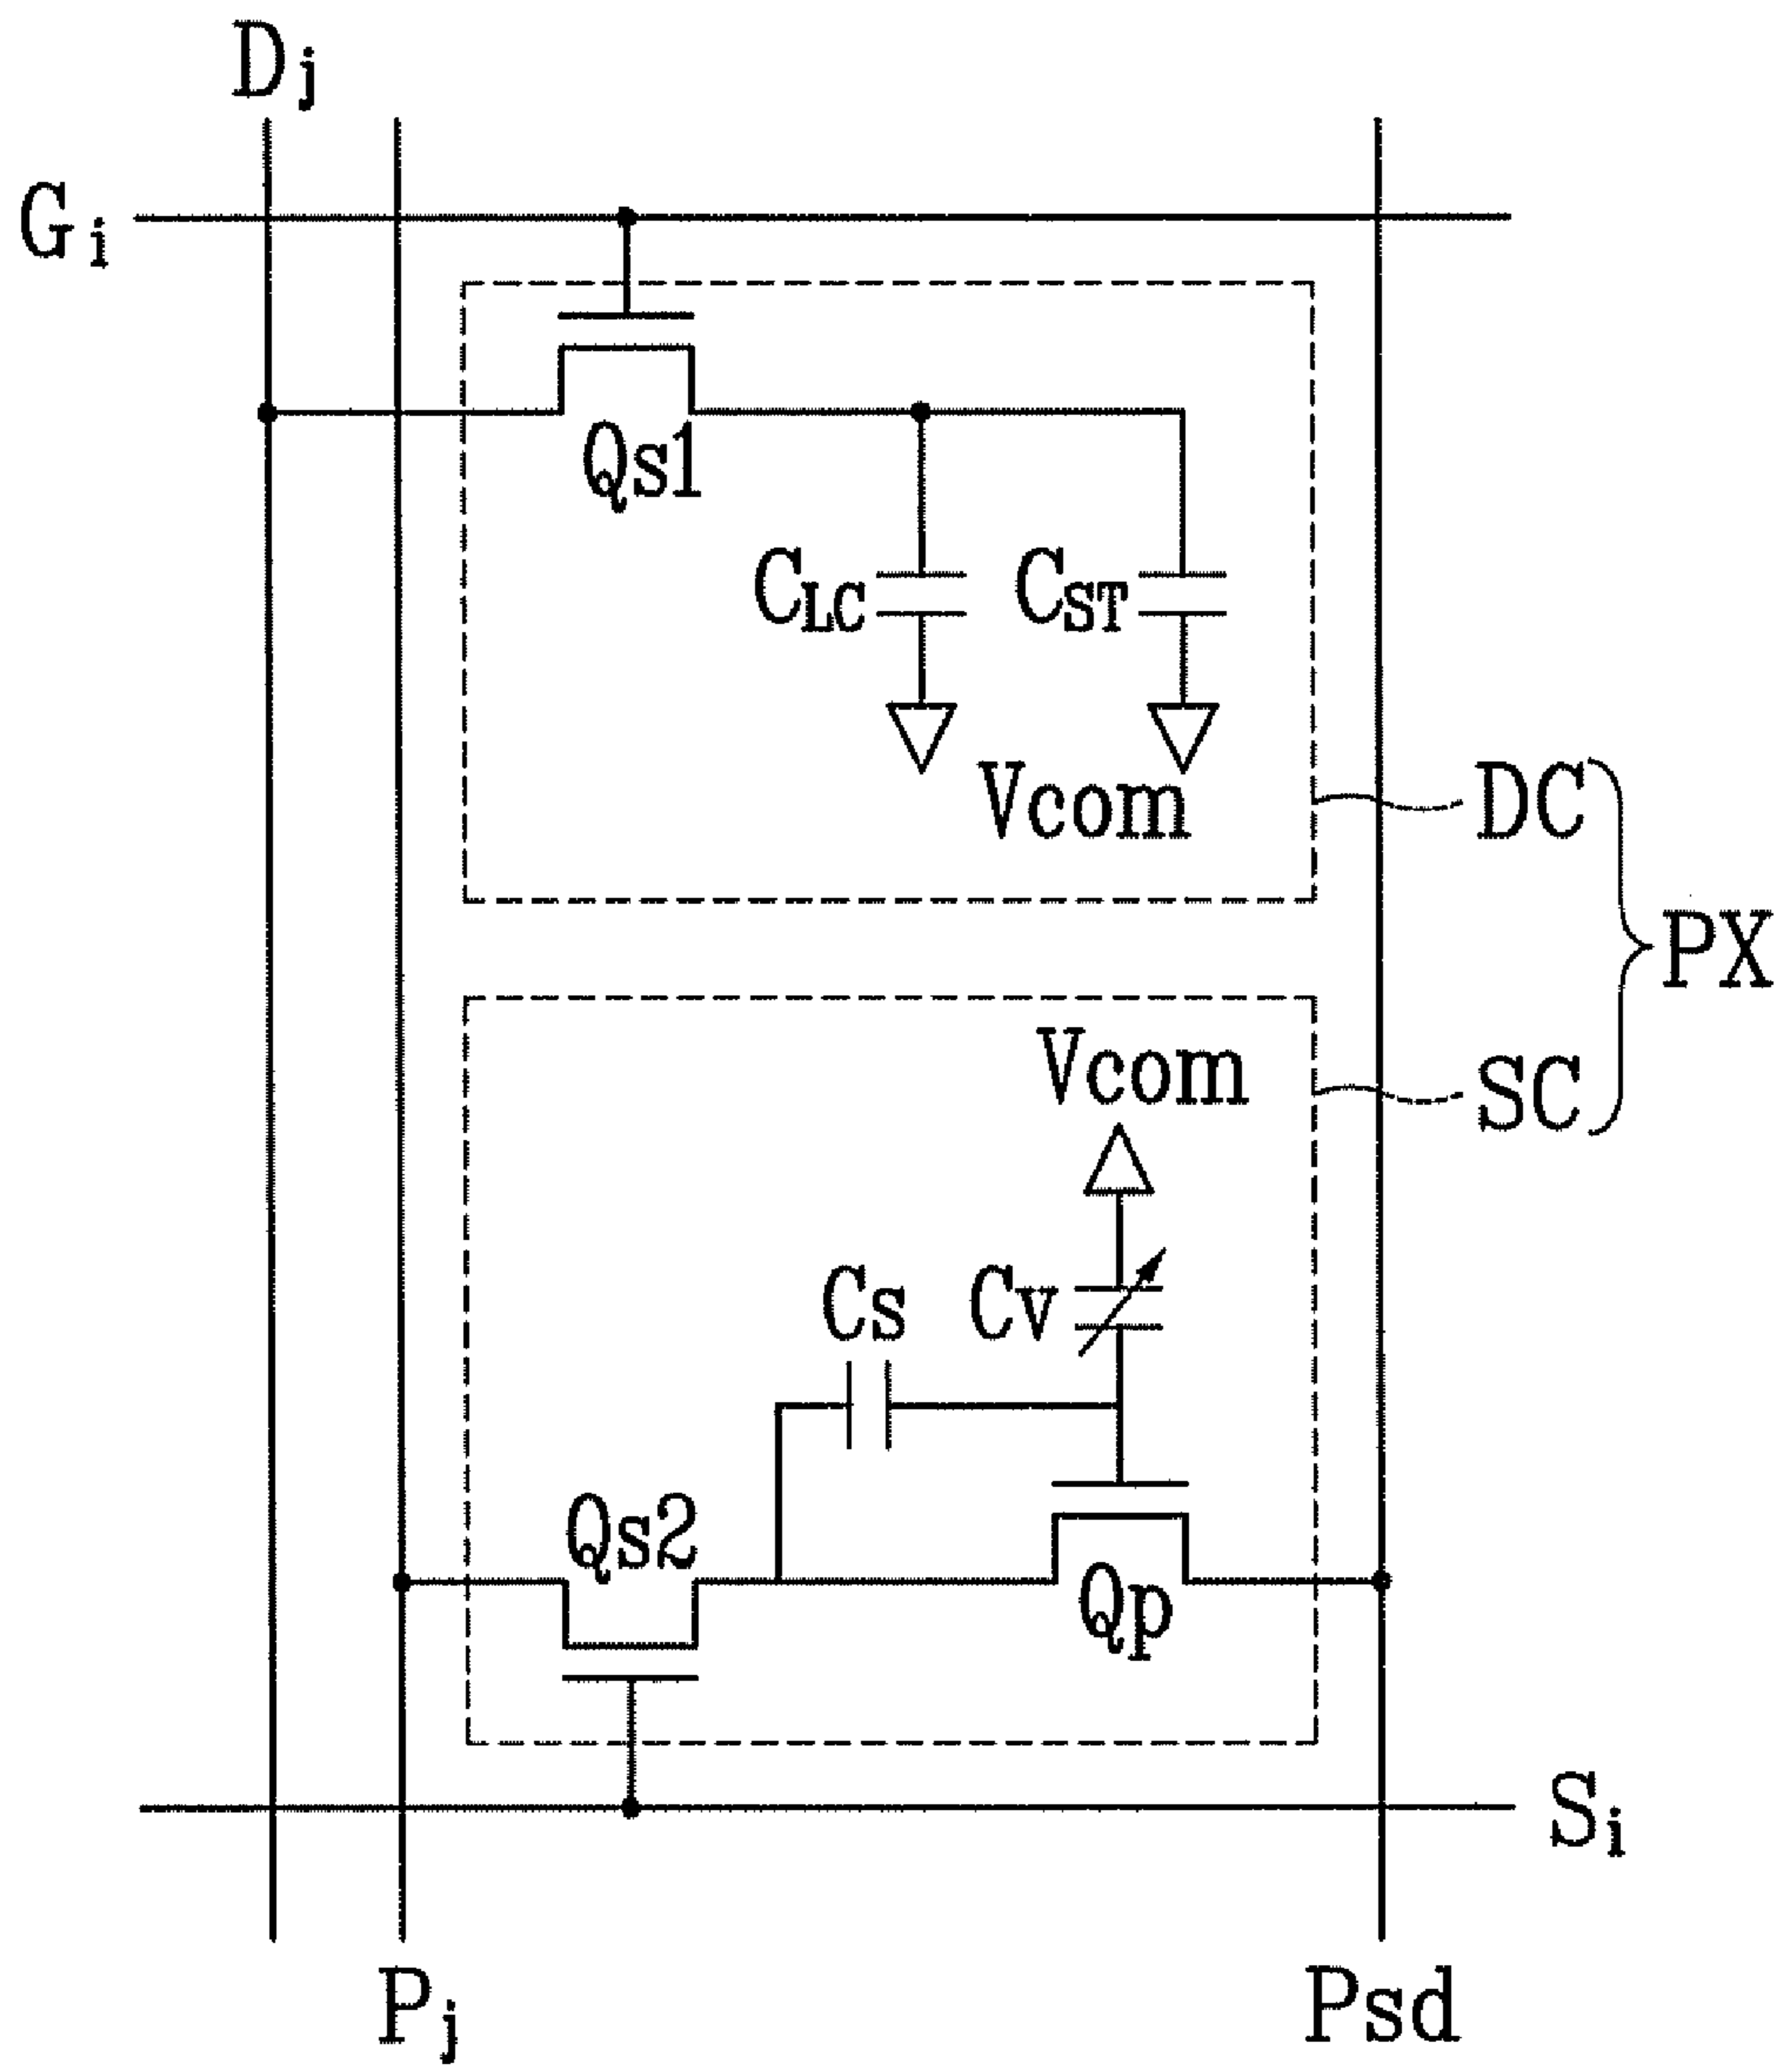 Dj
Gi
Qs1
CLC CST
Vcom
DC
PX
Vcom
SC
Cs Cv
Qs2
Qp
Si
Pj Psd